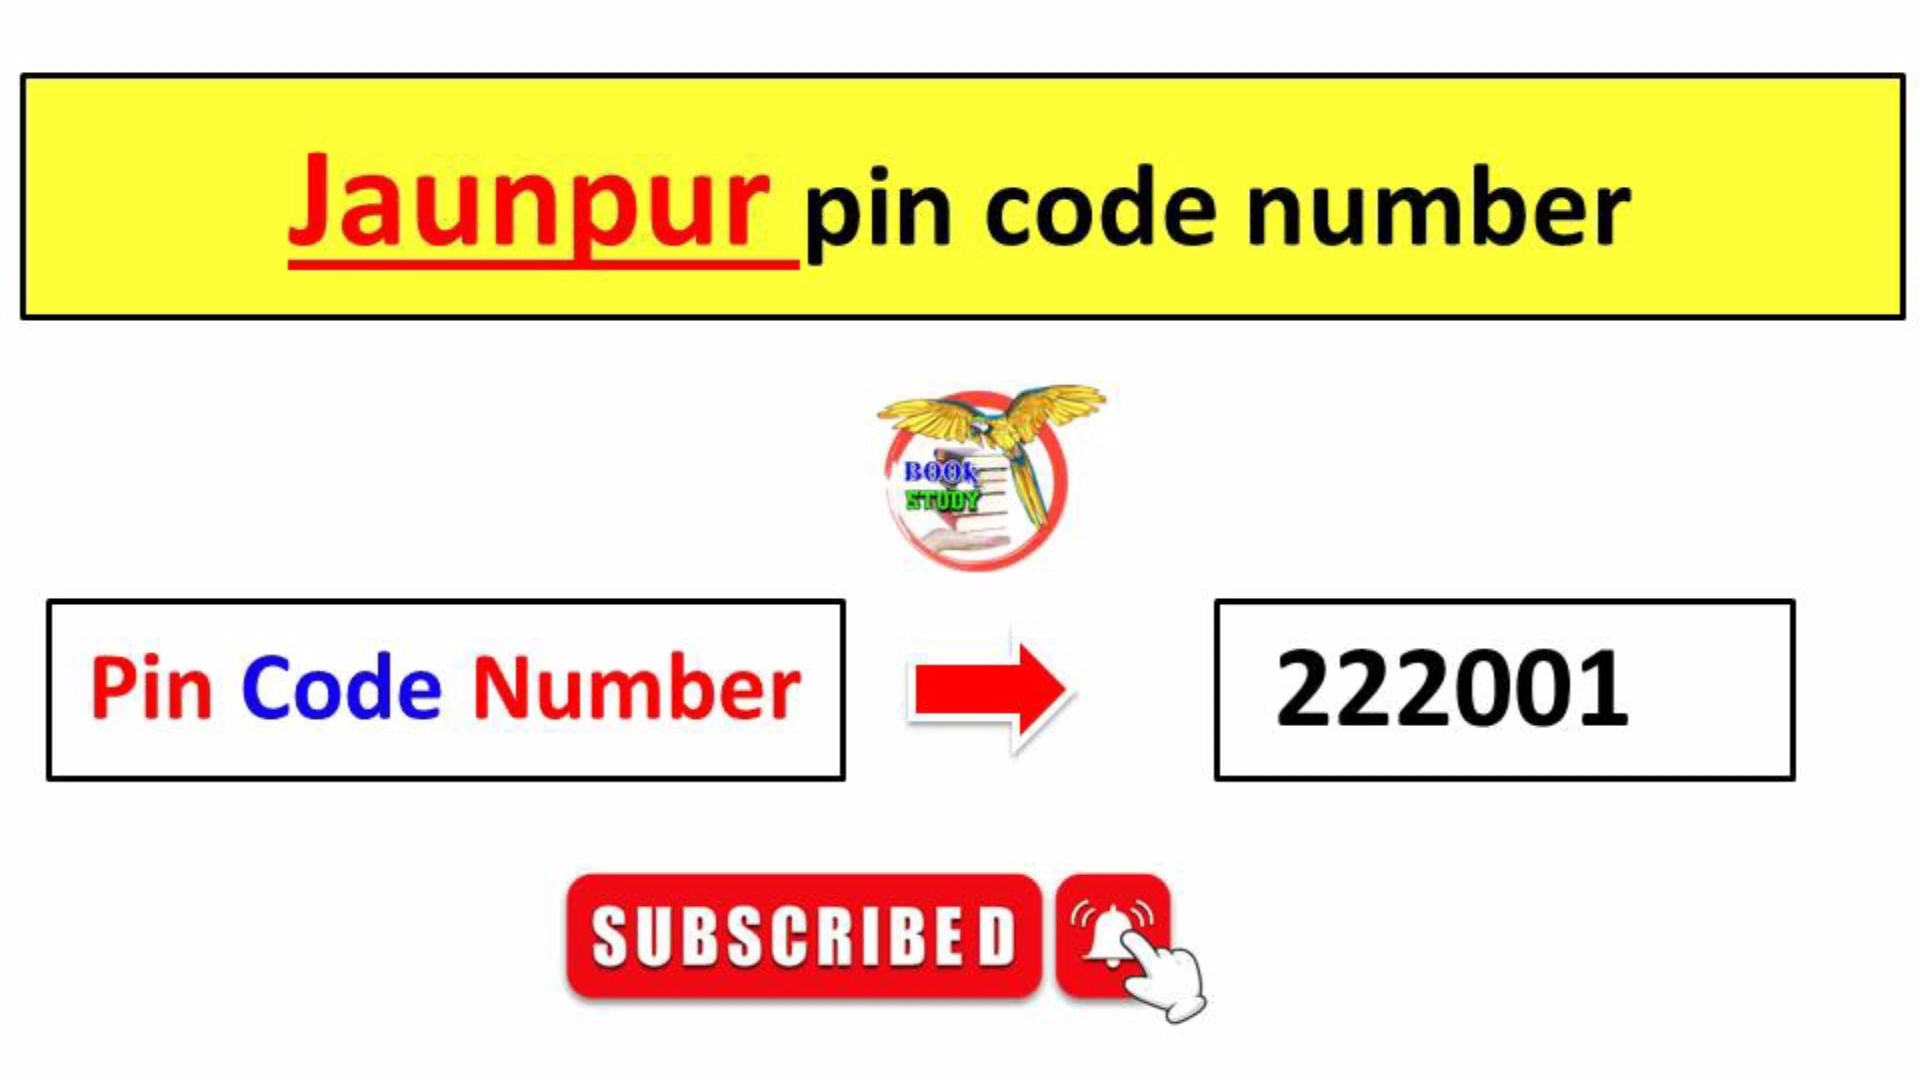 Jaunpur pin code number
BOOK
STUDY
Pin Code Number
222001
SUBSCRIBED